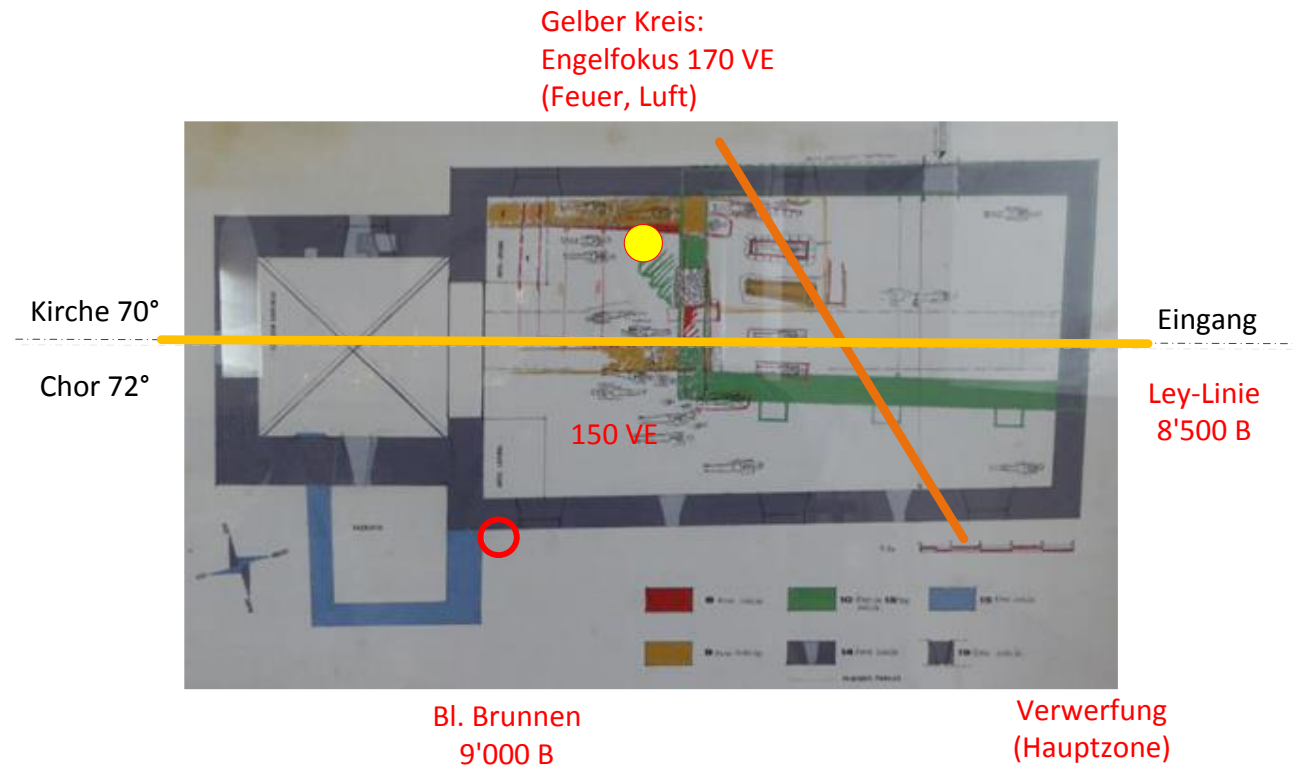 Gelber Kreis:
Engelfokus 170 VE
(Feuer, Luft)
Kirche 70°
Chor 72°
Eingang
Ley-Linie
8'500 B
150 VE
Bl. Brunnen
9'000 B
Verwerfung
(Hauptzone)